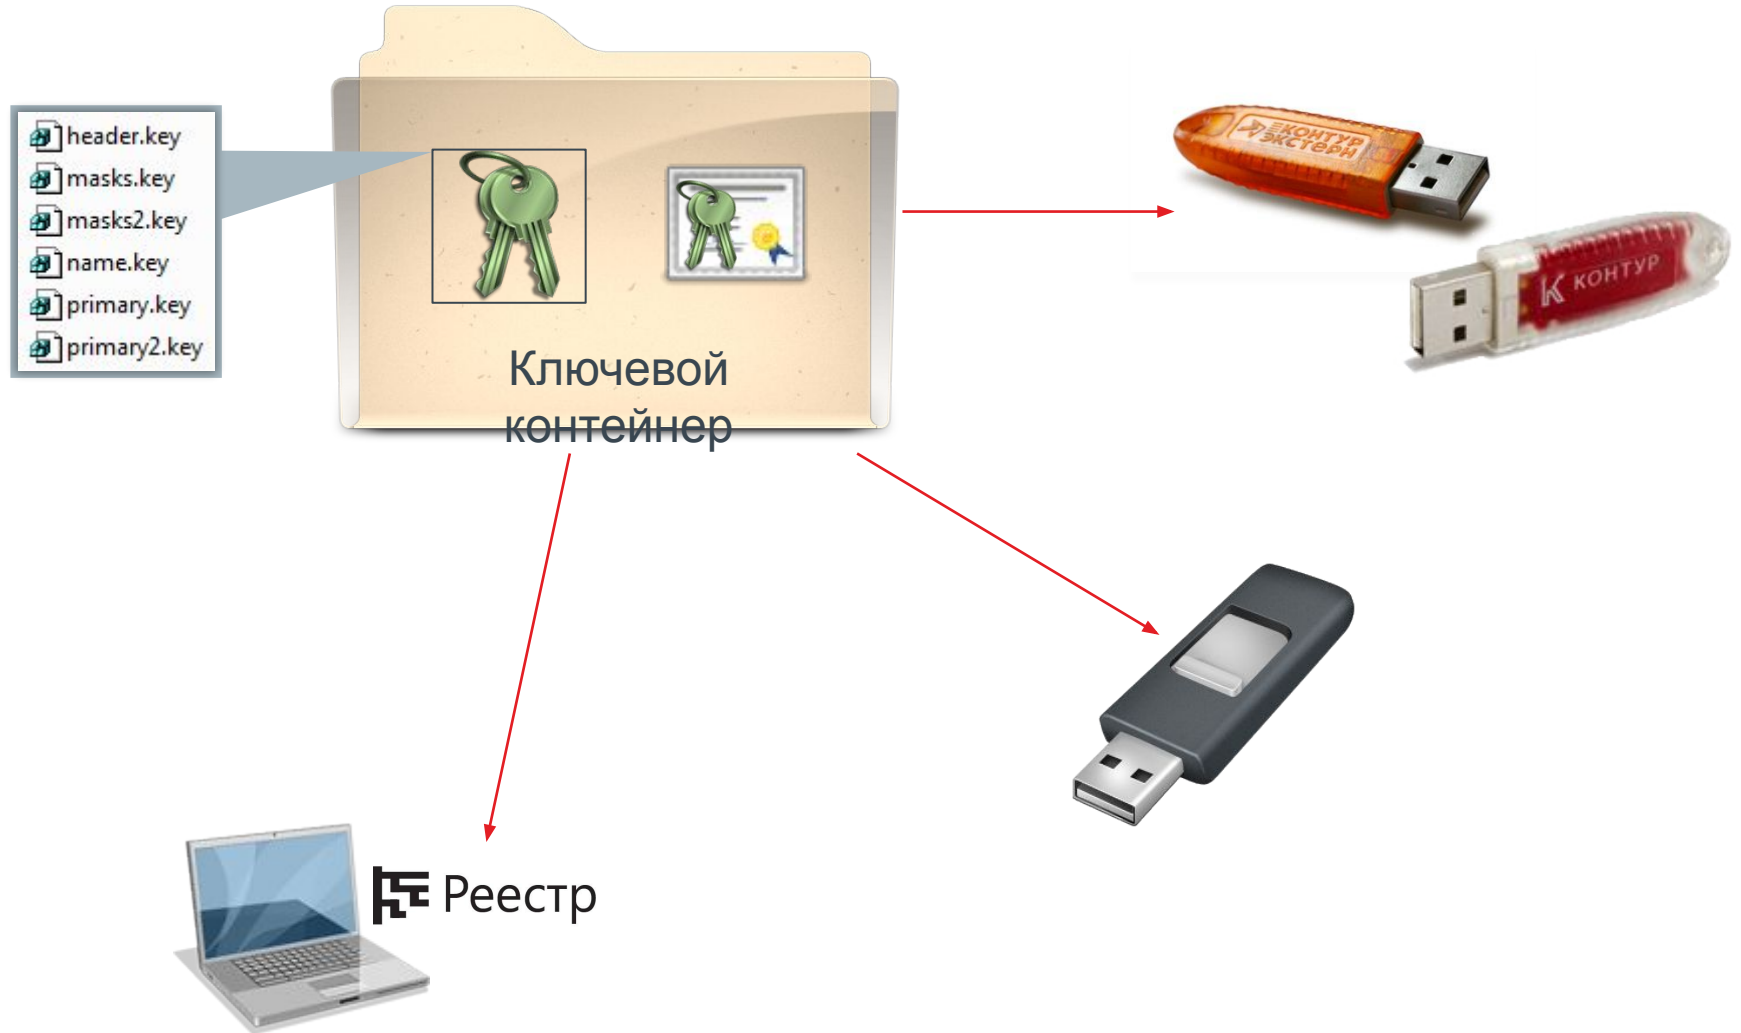 header.key
masks.key
masks2.key
name.key
primary.key
primary2.key
Ключевой
контейнер
КОНТУР
ЭКСТЕРН
К КОНТУР
Реестр